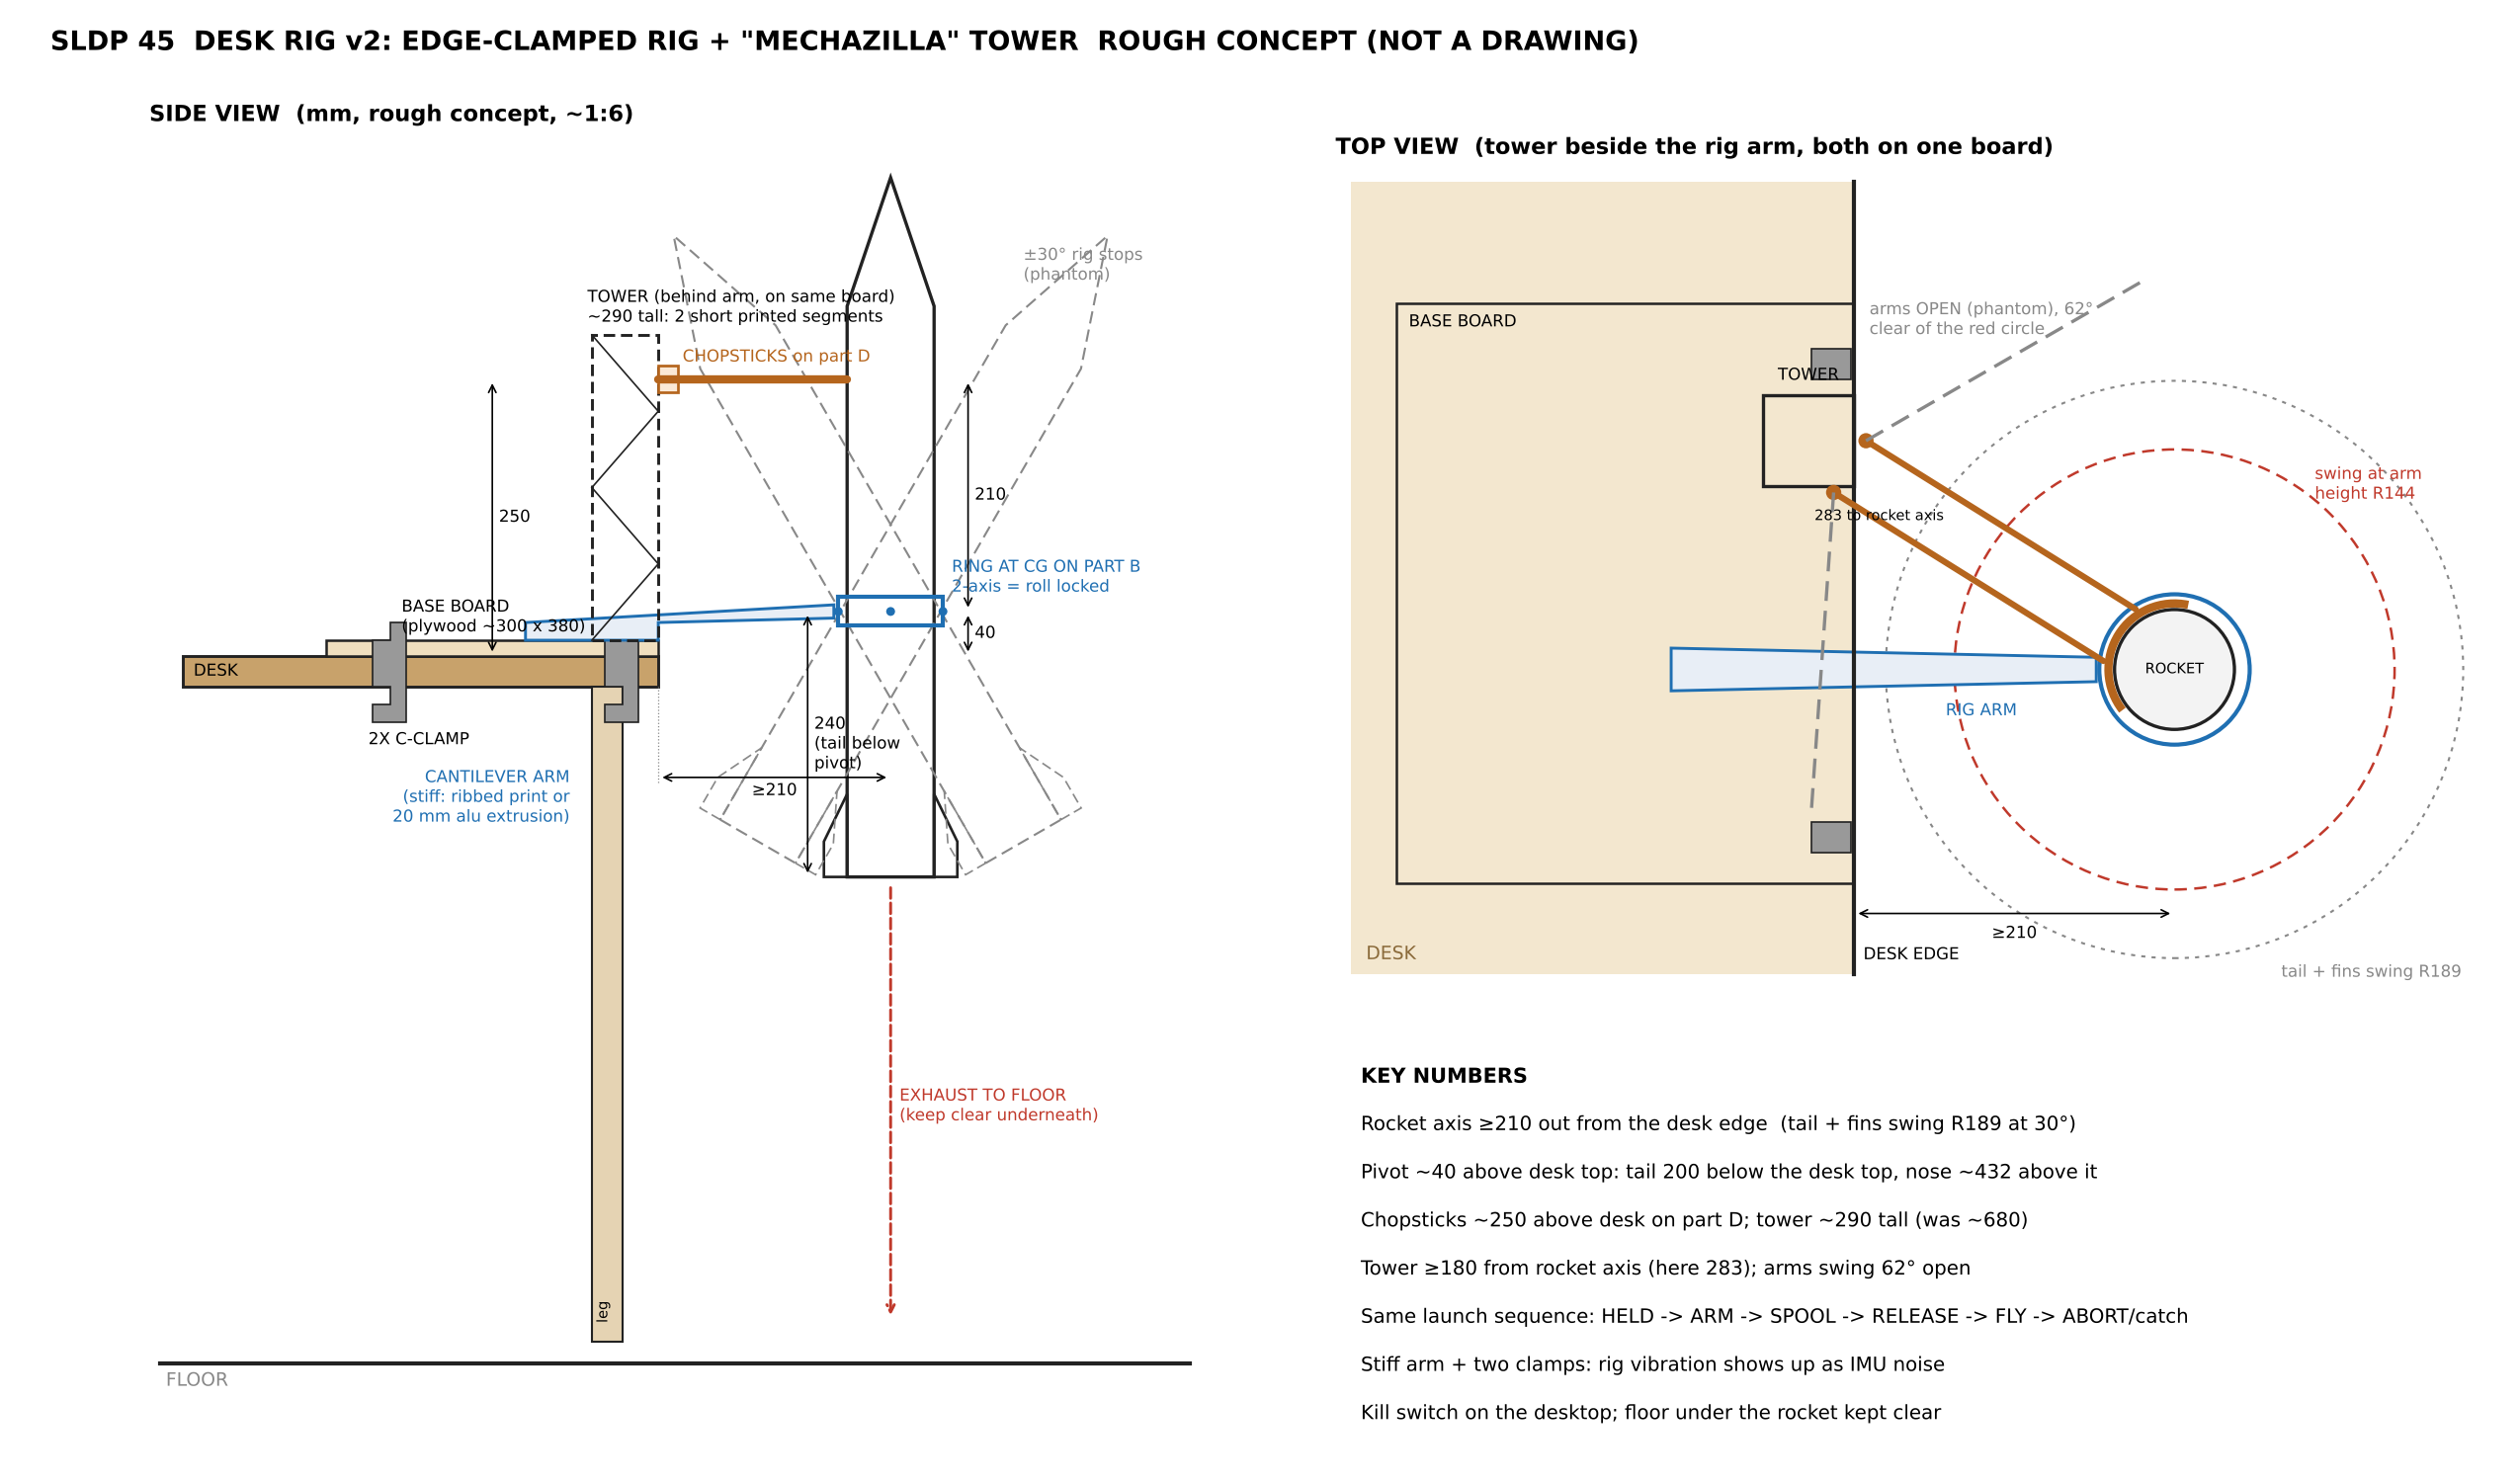 SLDP 45  DESK RIG v2: EDGE-CLAMPED RIG + "MECHAZILLA" TOWER  ROUGH CONCEPT (NOT A DRAWING)
SIDE VIEW  (mm, rough concept, ~1:6)
±30° rig stops
(phantom)
TOWER (behind arm, on same board)
~290 tall: 2 short printed segments
CHOPSTICKS on part D
210
250
RING AT CG ON PART B
2-axis = roll locked
BASE BOARD
(plywood ~300 x 380)
40
DESK
2X C-CLAMP
240
(tail below
pivot)
CANTILEVER ARM
(stiff: ribbed print or
20 mm alu extrusion)
≥210
EXHAUST TO FLOOR
(keep clear underneath)
leg
FLOOR
TOP VIEW  (tower beside the rig arm, both on one board)
BASE BOARD
arms OPEN (phantom), 62°
clear of the red circle
TOWER
swing at arm
height R144
283 to rocket axis
ROCKET
RIG ARM
≥210
DESK
DESK EDGE
tail + fins swing R189
KEY NUMBERS
Rocket axis ≥210 out from the desk edge  (tail + fins swing R189 at 30°)
Pivot ~40 above desk top: tail 200 below the desk top, nose ~432 above it
Chopsticks ~250 above desk on part D; tower ~290 tall (was ~680)
Tower ≥180 from rocket axis (here 283); arms swing 62° open
Same launch sequence: HELD -> ARM -> SPOOL -> RELEASE -> FLY -> ABORT/catch
Stiff arm + two clamps: rig vibration shows up as IMU noise
Kill switch on the desktop; floor under the rocket kept clear